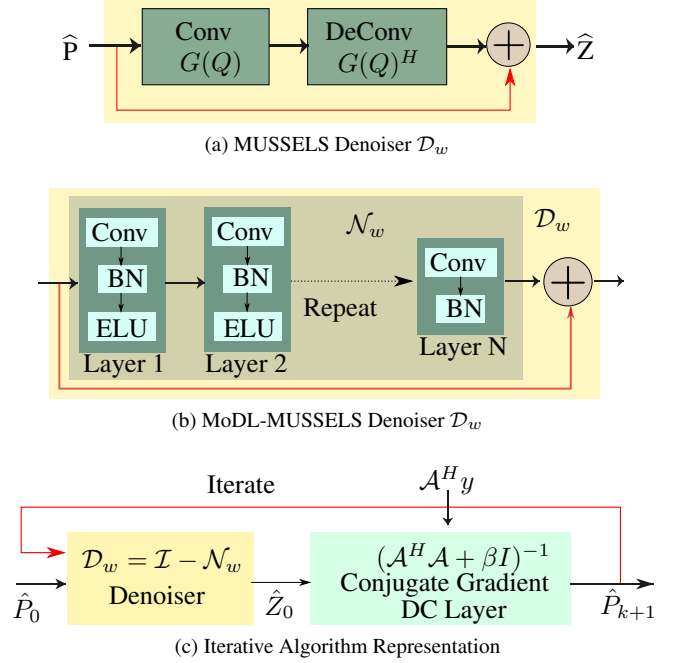 P̂ Conv G(Q) DeConv G(Q)^H + Ẑ
(a) MUSSELS Denoiser 𝒟_w
𝒩_w 𝒟_w
Conv Conv Conv
BN BN BN
ELU ELU
Repeat
+
Layer 1 Layer 2 Layer N
(b) MoDL-MUSSELS Denoiser 𝒟_w
Iterate 𝒜^H y
𝒟_w = ℐ − 𝒩_w
Denoiser
(𝒜^H 𝒜 + βI)^{−1}
Conjugate Gradient
DC Layer
P̂_0 Ẑ_0 P̂_{k+1}
(c) Iterative Algorithm Representation